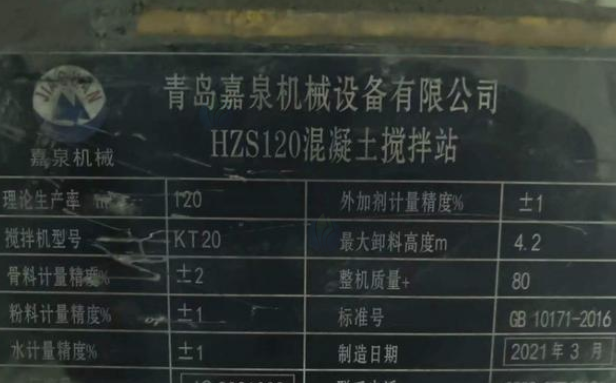 青岛嘉泉机械设备有限公司
HZS120混凝土搅拌站
嘉泉机械
理论生产率 120 外加剂计量精度% ±1
搅拌机型号 KT20 最大卸料高度m 4.2
骨料计量精度% ±2 整机质量+ 80
粉料计量精度% ±1 标准号 GB 10171-2016
水计量精度% ±1 制造日期 2021年3月